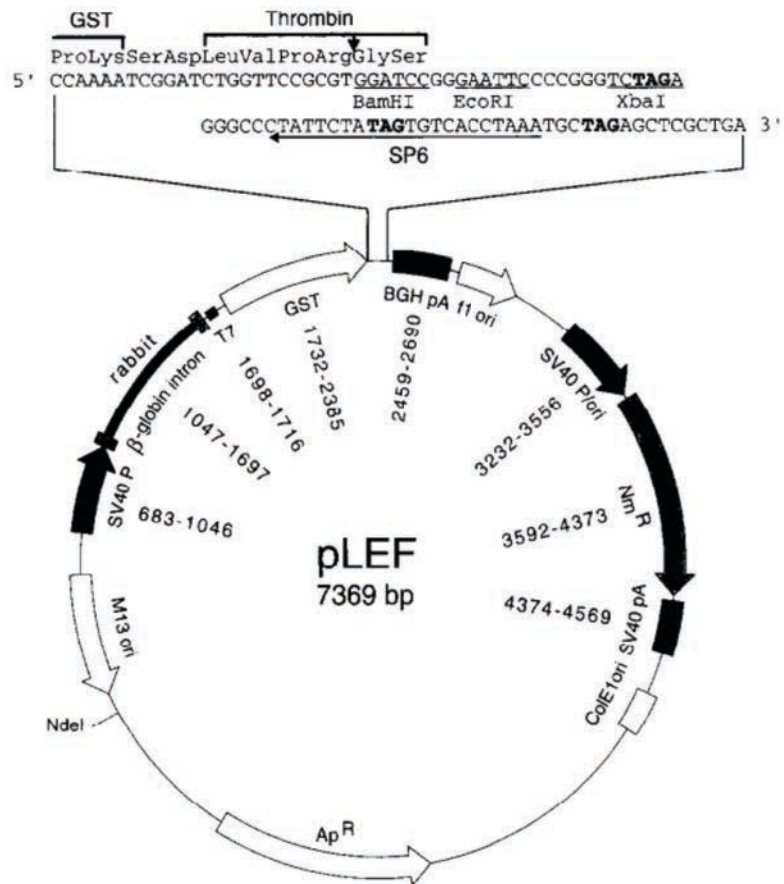 GST Thrombin
ProLysSerAspLeuValProArgGlySer
5' CCAAAATCGGATCTGGTTCCGCGTGGATCCGGGAATTCCCCGGGTCTAGA
BamHI EcoRI XbaI
GGGCCCTATTCTATAGTGTCACCTAAATGCTAGAGCTCGCTGA 3'
SP6
GST
BGH pA
f1 ori
T7
rabbit
β-globin intron
SV40 P
M13 ori
NdeI
Ap R
ColE1ori
SV40 pA
Nm R
SV40 P/ori
683-1046
1047-1697
1698-1716
1732-2385
2459-2690
3232-3556
3592-4373
4374-4569
pLEF
7369 bp